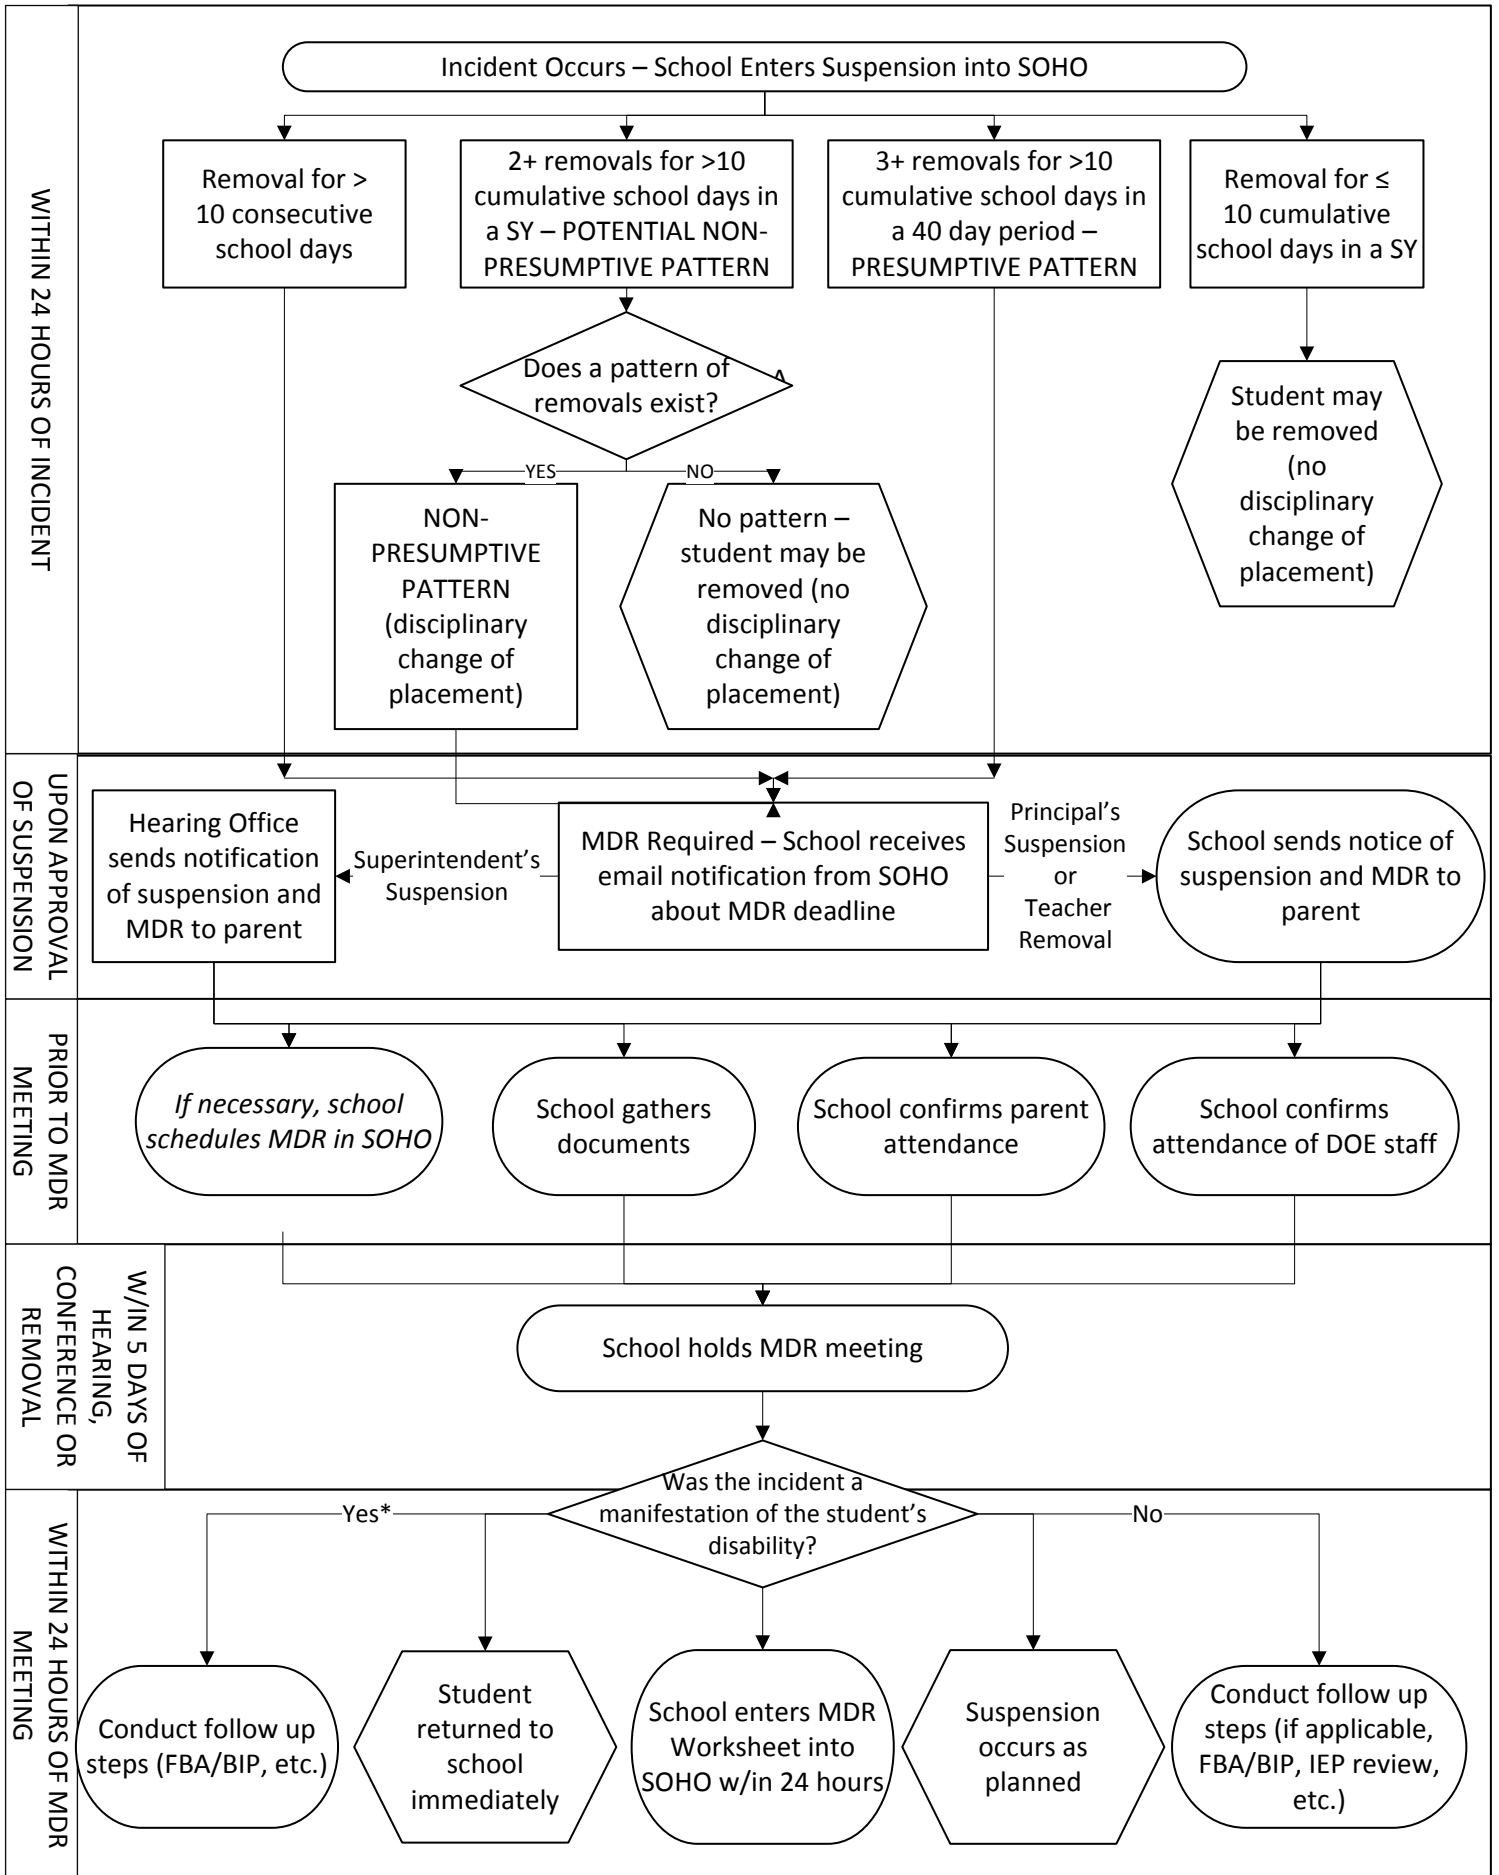 WITHIN 24 HOURS OF INCIDENT
Incident Occurs – School Enters Suspension into SOHO
Removal for >
10 consecutive
school days
2+ removals for >10
cumulative school days in
a SY – POTENTIAL NON-
PRESUMPTIVE PATTERN
3+ removals for >10
cumulative school days in
a 40 day period –
PRESUMPTIVE PATTERN
Removal for ≤
10 cumulative
school days in a SY
Does a pattern of
removals exist?
Student may
be removed
(no
disciplinary
change of
placement)
YES
NO
NON-
PRESUMPTIVE
PATTERN
(disciplinary
change of
placement)
No pattern –
student may be
removed (no
disciplinary
change of
placement)
UPON APPROVAL
OF SUSPENSION
Hearing Office
sends notification
of suspension and
MDR to parent
Superintendent's
Suspension
MDR Required – School receives
email notification from SOHO
about MDR deadline
Principal's
Suspension
or
Teacher
Removal
School sends notice of
suspension and MDR to
parent
PRIOR TO MDR
MEETING
If necessary, school
schedules MDR in SOHO
School gathers
documents
School confirms parent
attendance
School confirms
attendance of DOE staff
W/IN 5 DAYS OF
HEARING,
CONFERENCE OR
REMOVAL
School holds MDR meeting
Was the incident a
manifestation of the student's
disability?
WITHIN 24 HOURS OF MDR
MEETING
Yes*
No
Conduct follow up
steps (FBA/BIP, etc.)
Student
returned to
school
immediately
School enters MDR
Worksheet into
SOHO w/in 24 hours
Suspension
occurs as
planned
Conduct follow up
steps (if applicable,
FBA/BIP, IEP review,
etc.)